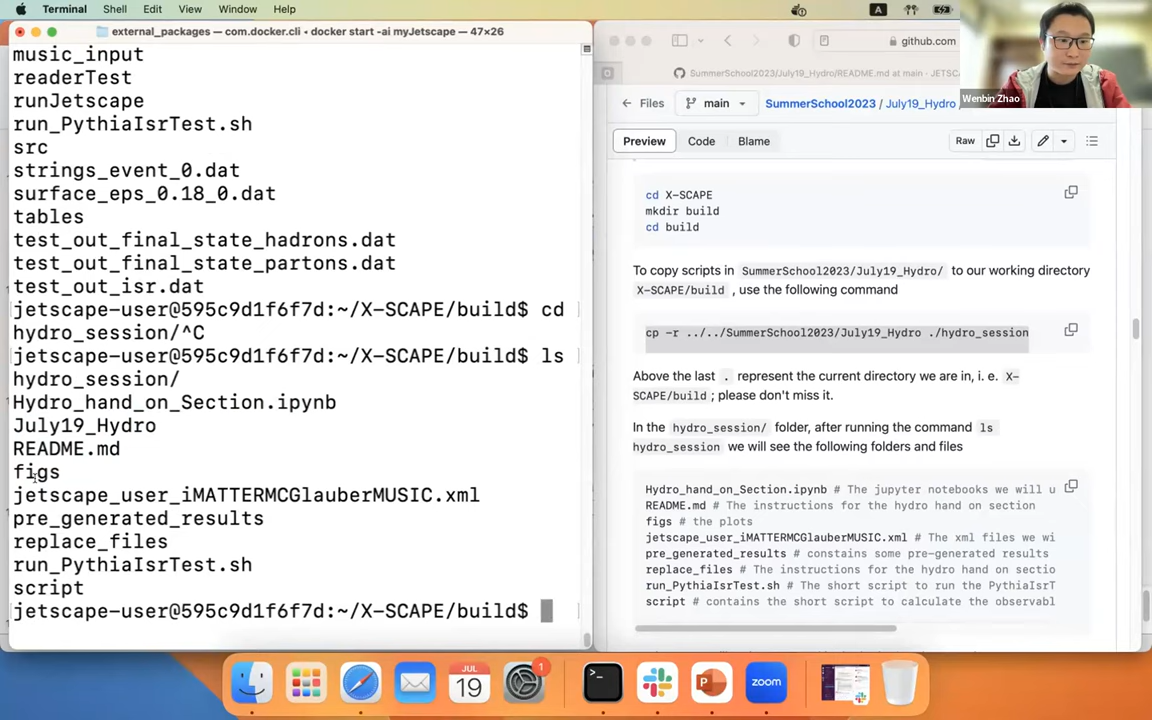 Terminal Shell Edit View Window Help
A
external_packages — com.docker.cli • docker start -ai myJetscape — 47×26
music_input
readerTest
runJetscape
run_PythiaIsrTest.sh
src
strings_event_0.dat
surface_eps_0.18_0.dat
tables
test_out_final_state_hadrons.dat
test_out_final_state_partons.dat
test_out_isr.dat
jetscape-user@595c9d1f6f7d:~/X-SCAPE/build$ cd
hydro_session/^C
jetscape-user@595c9d1f6f7d:~/X-SCAPE/build$ ls
hydro_session/
Hydro_hand_on_Section.ipynb
July19_Hydro
README.md
figs
jetscape_user_iMATTERMCGlauberMUSIC.xml
pre_generated_results
replace_files
run_PythiaIsrTest.sh
script
jetscape-user@595c9d1f6f7d:~/X-SCAPE/build$
github.com
SummerSchool2023/July19_Hydro/README.md at main · JETSC
Wenbin Zhao
Files main SummerSchool2023 / July19_Hydro
Preview Code Blame Raw
cd X-SCAPE
mkdir build
cd build
To copy scripts in SummerSchool2023/July19_Hydro/ to our working directory
X-SCAPE/build , use the following command
cp -r ../../SummerSchool2023/July19_Hydro ./hydro_session
Above the last . represent the current directory we are in, i. e. X-
SCAPE/build ; please don't miss it.
In the hydro_session/ folder, after running the command ls
hydro_session we will see the following folders and files
Hydro_hand_on_Section.ipynb # The jupyter notebooks we will u
README.md # The instructions for the hydro hand on section
figs # the plots
jetscape_user_iMATTERMCGlauberMUSIC.xml # The xml files we wi
pre_generated_results # constains some pre-generated results
replace_files # The instructions for the hydro hand on sectio
run_PythiaIsrTest.sh # The short script to run the PythiaIsrT
script # contains the short script to calculate the observabl
JUL
19
1
>_
zoom